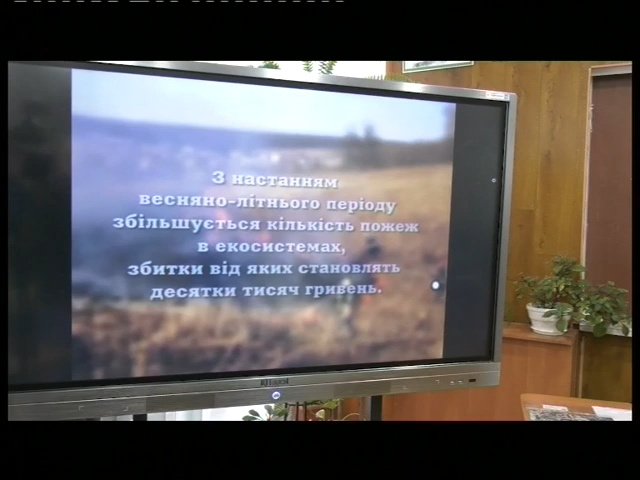 З настанням
весняно-літнього періоду
збільшується кількість пожеж
в екосистемах,
збитки від яких становлять
десятки тисяч гривень.